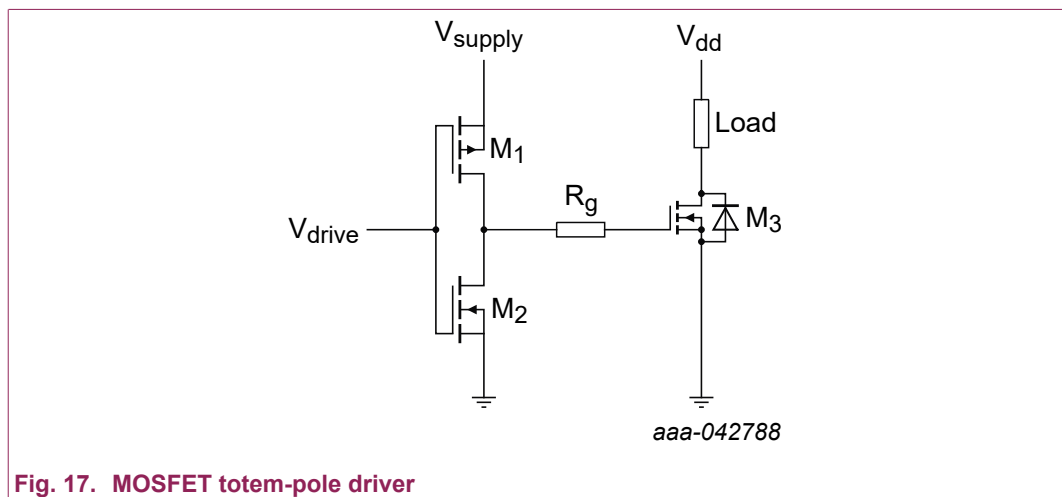 Vsupply
Vdd
M1
Load
Rg
Vdrive
M3
M2
aaa-042788
Fig. 17. MOSFET totem-pole driver